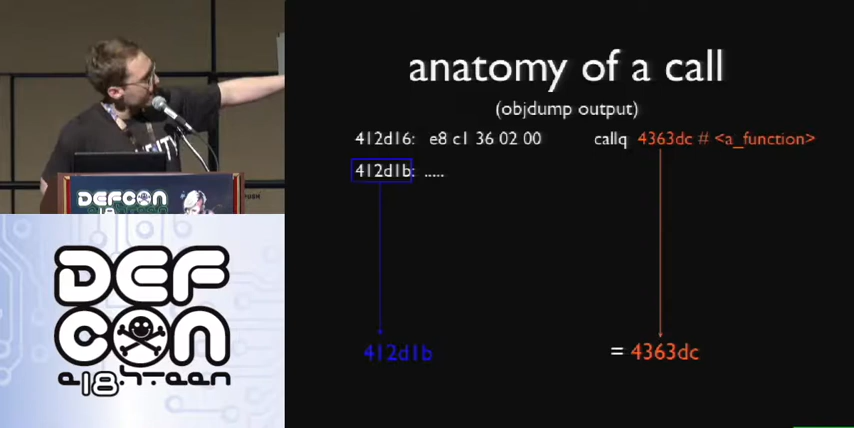 anatomy of a call
(objdump output)
412d16: e8 c1 36 02 00 callq 4363dc # <a_function>
412d1b: .....
412d1b = 4363dc
DEFCON
DEF
CON